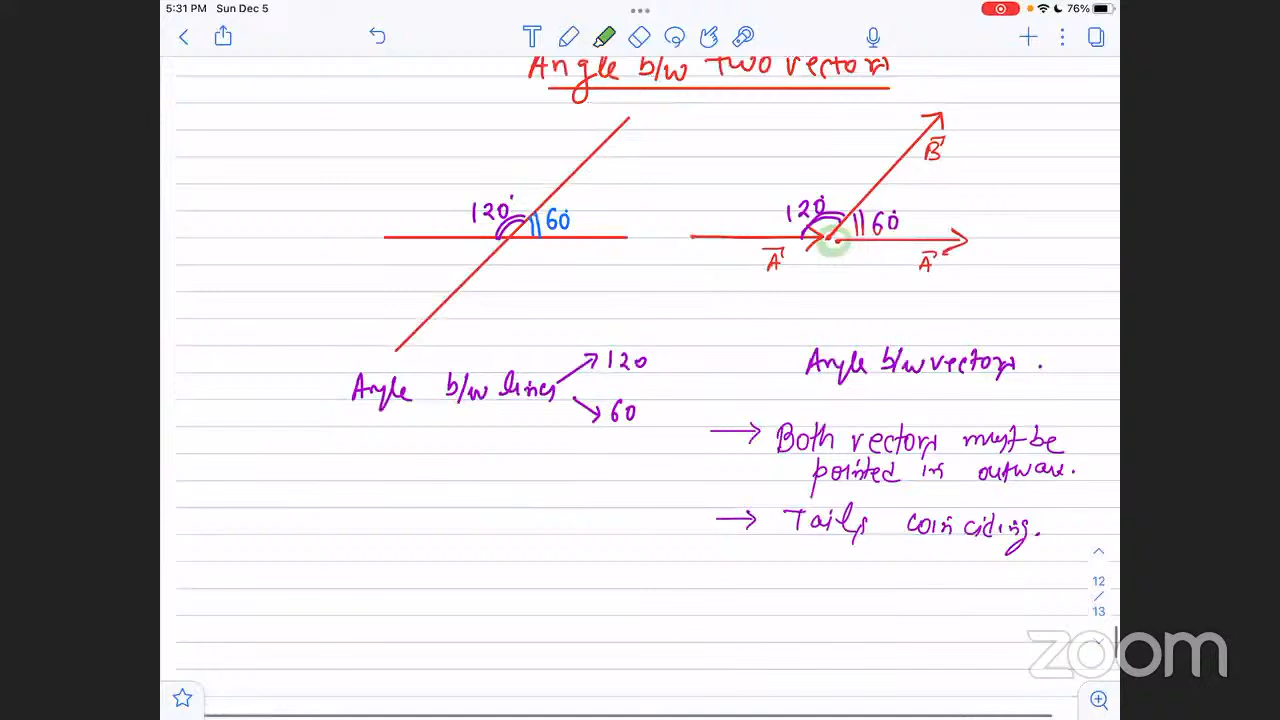 5:31 PM Sun Dec 5
76%
Angle b/w Two vectors
120°
60°
B
120°
60°
A
A
Angle b/w lines
120
60
Angle b/w vectors.
Both vectors must be
pointed in outward.
Tails coinciding.
12
/
13
zoom